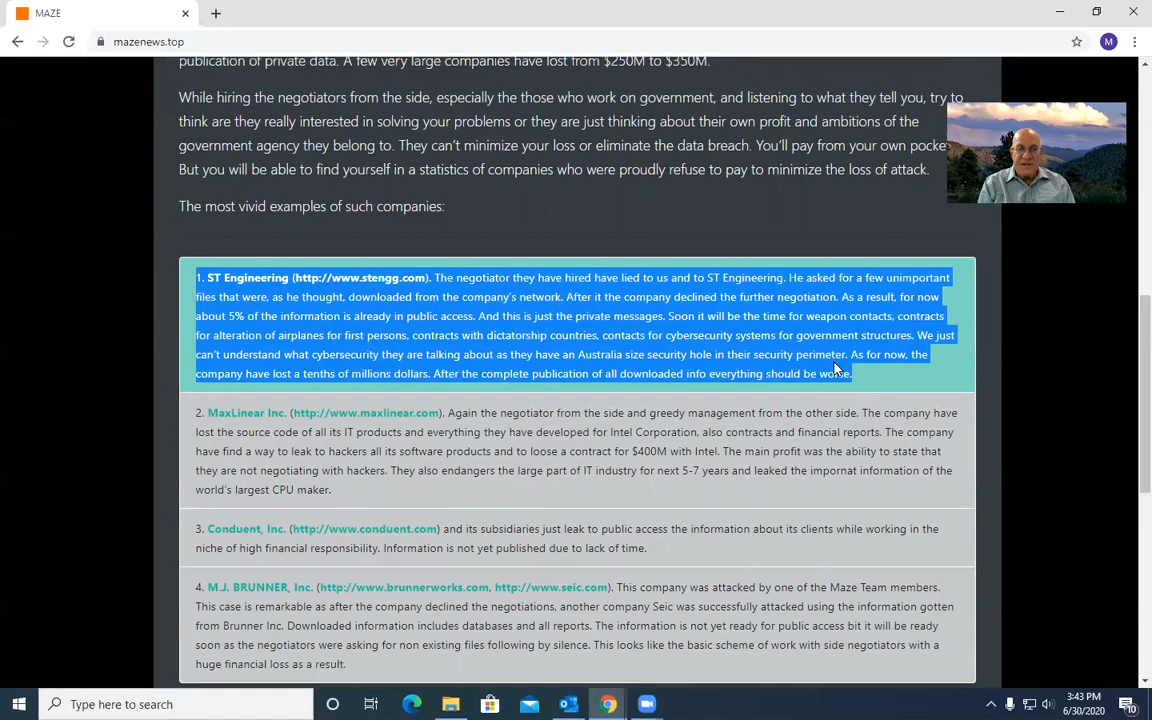 MAZE
mazenews.top
M
publication of private data. A few very large companies have lost from $250M to $350M.
While hiring the negotiators from the side, especially the those who work on government, and listening to what they tell you, try to
think are they really interested in solving your problems or they are just thinking about their own profit and ambitions of the
government agency they belong to. They can't minimize your loss or eliminate the data breach. You'll pay from your own pocke
But you will be able to find yourself in a statistics of companies who were proudly refuse to pay to minimize the loss of attack.
The most vivid examples of such companies:
1. ST Engineering (http://www.stengg.com). The negotiator they have hired have lied to us and to ST Engineering. He asked for a few unimportant
files that were, as he thought, downloaded from the company's network. After it the company declined the further negotiation. As a result, for now
about 5% of the information is already in public access. And this is just the private messages. Soon it will be the time for weapon contacts, contracts
for alteration of airplanes for first persons, contracts with dictatorship countries, contacts for cybersecurity systems for government structures. We just
can't understand what cybersecurity they are talking about as they have an Australia size security hole in their security perimeter. As for now, the
company have lost a tenths of millions dollars. After the complete publication of all downloaded info everything should be worse.
2. MaxLinear Inc. (http://www.maxlinear.com). Again the negotiator from the side and greedy management from the other side. The company have
lost the source code of all its IT products and everything they have developed for Intel Corporation, also contracts and financial reports. The company
have find a way to leak to hackers all its software products and to loose a contract for $400M with Intel. The main profit was the ability to state that
they are not negotiating with hackers. They also endangers the large part of IT industry for next 5-7 years and leaked the impornat information of the
world's largest CPU maker.
3. Conduent, Inc. (http://www.conduent.com) and its subsidiaries just leak to public access the information about its clients while working in the
niche of high financial responsibility. Information is not yet published due to lack of time.
4. M.J. BRUNNER, Inc. (http://www.brunnerworks.com, http://www.seic.com). This company was attacked by one of the Maze Team members.
This case is remarkable as after the company declined the negotiations, another company Seic was successfully attacked using the information gotten
from Brunner Inc. Downloaded information includes databases and all reports. The information is not yet ready for public access bit it will be ready
soon as the negotiators were asking for non existing files following by silence. This looks like the basic scheme of work with side negotiators with a
huge financial loss as a result.
Type here to search
3:43 PM
6/30/2020
10